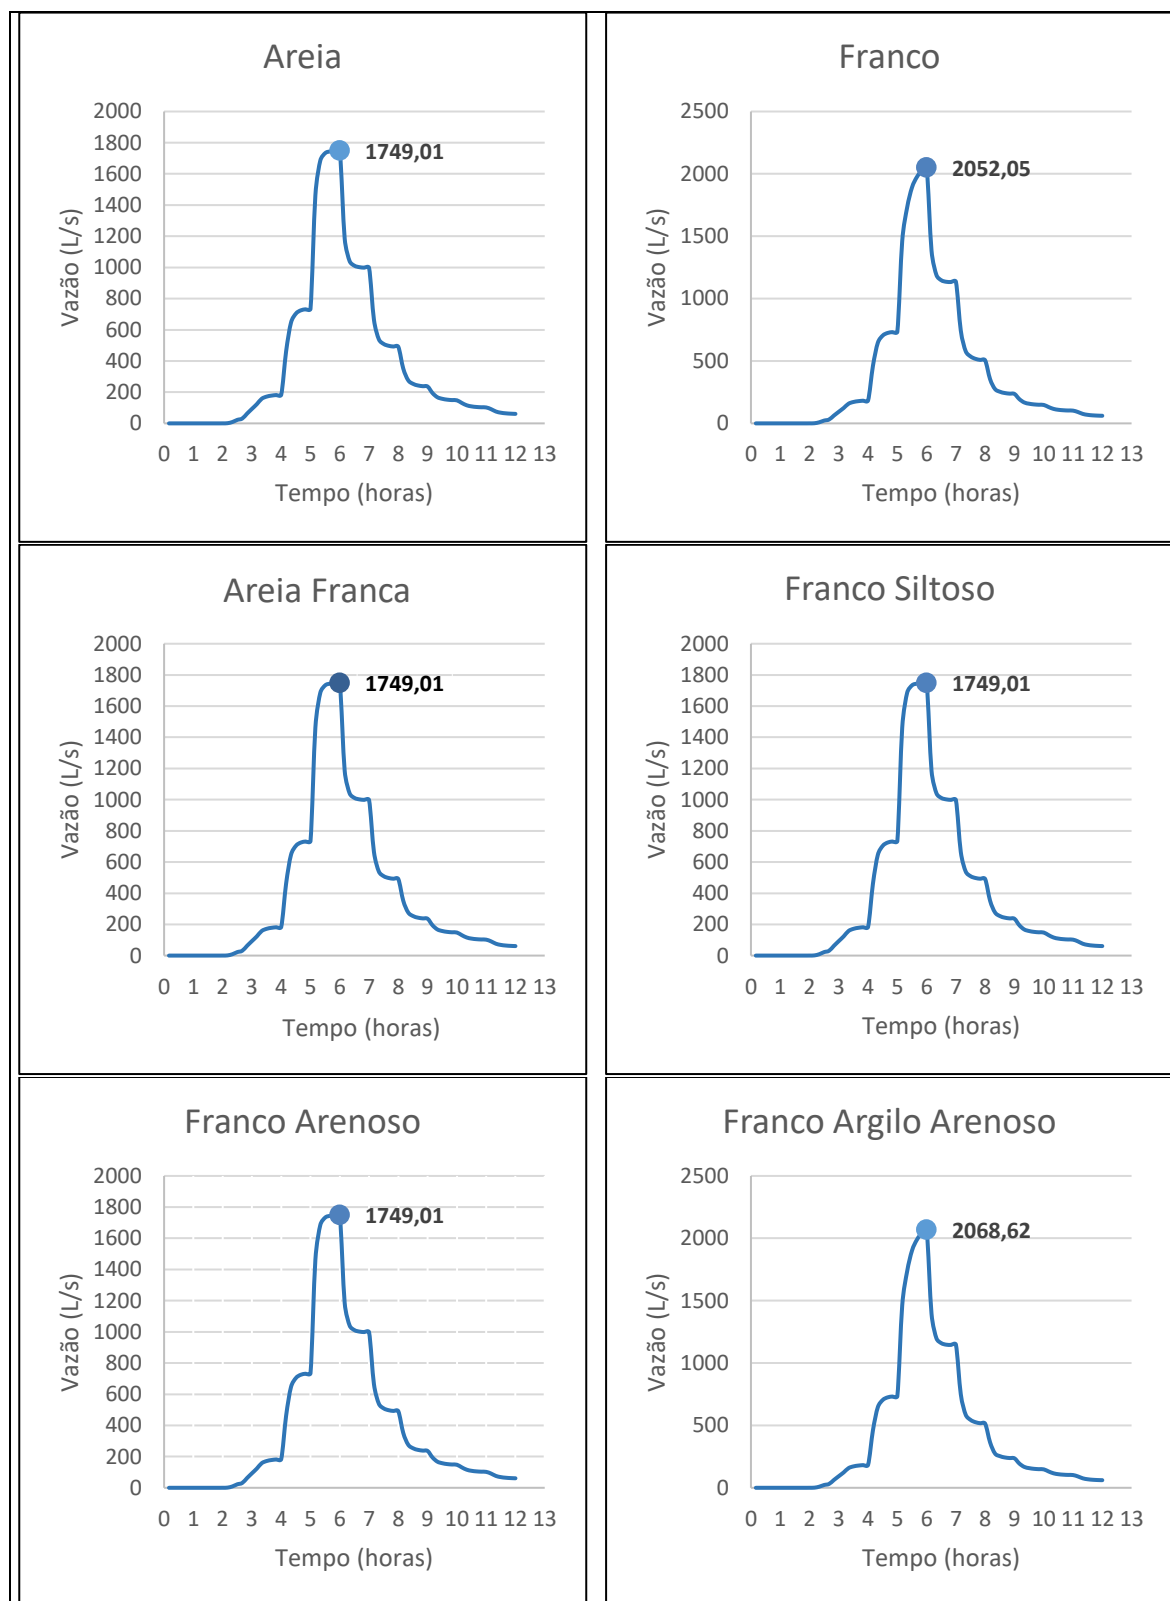 Areia
2000
1800
1600
1400
1200
1000
800
600
400
200
0
Vazão (L/s)
1749,01
0 1 2 3 4 5 6 7 8 9 10 11 12 13
Tempo (horas)
Franco
2500
2000
1500
1000
500
0
Vazão (L/s)
2052,05
0 1 2 3 4 5 6 7 8 9 10 11 12 13
Tempo (horas)
Areia Franca
2000
1800
1600
1400
1200
1000
800
600
400
200
0
Vazão (L/s)
1749,01
0 1 2 3 4 5 6 7 8 9 10 11 12 13
Tempo (horas)
Franco Siltoso
2000
1800
1600
1400
1200
1000
800
600
400
200
0
Vazão (L/s)
1749,01
0 1 2 3 4 5 6 7 8 9 10 11 12 13
Tempo (horas)
Franco Arenoso
2000
1800
1600
1400
1200
1000
800
600
400
200
0
Vazão (L/s)
1749,01
0 1 2 3 4 5 6 7 8 9 10 11 12 13
Tempo (horas)
Franco Argilo Arenoso
2500
2000
1500
1000
500
0
Vazão (L/s)
2068,62
0 1 2 3 4 5 6 7 8 9 10 11 12 13
Tempo (horas)